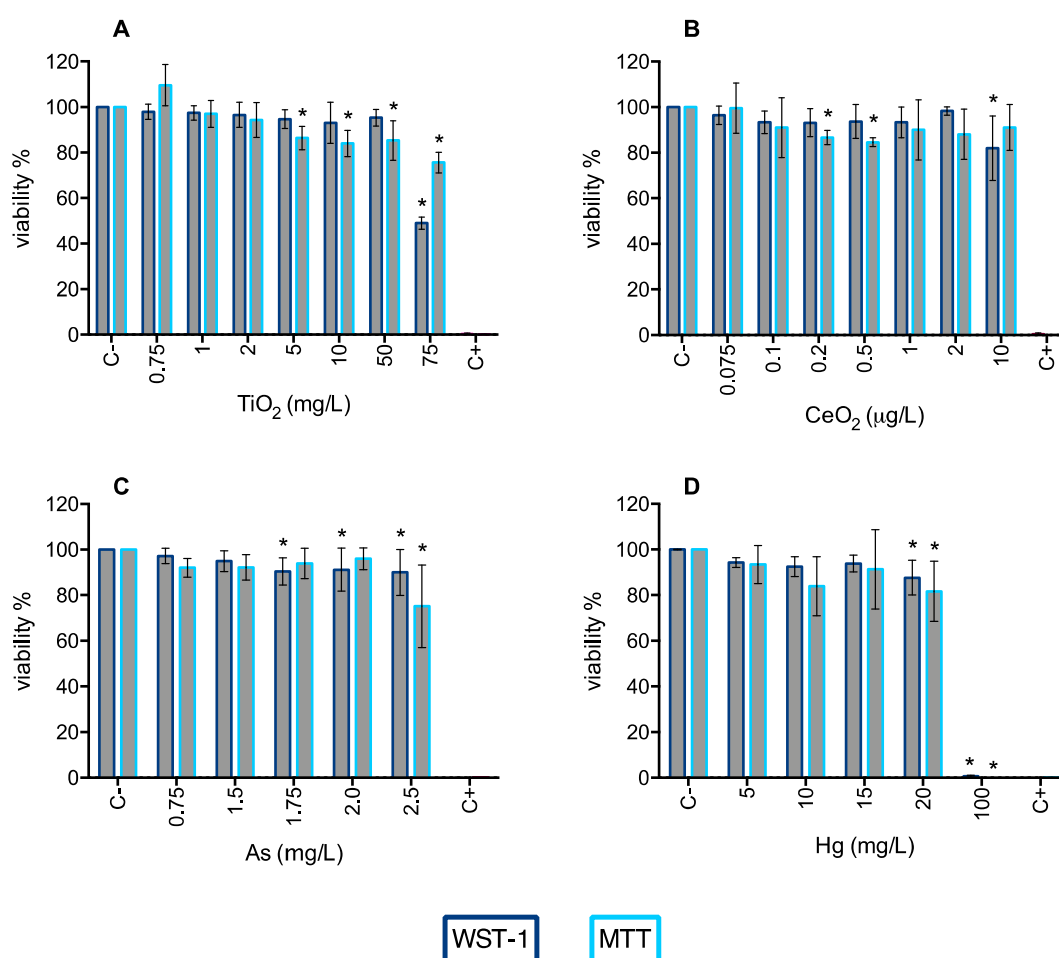 A
viability %
120
100
80
60
40
20
0
* * * * *
C- 0.75 1 2 5 10 50 75 C+
TiO2 (mg/L)
B
viability %
120
100
80
60
40
20
0
* * *
C- 0.075 0.1 0.2 0.5 1 2 10 C+
CeO2 (μg/L)
C
viability %
120
100
80
60
40
20
0
* * * *
C- 0.75 1.5 1.75 2.0 2.5 C+
As (mg/L)
D
viability %
120
100
80
60
40
20
0
* * * *
C- 5 10 15 20 100 C+
Hg (mg/L)
WST-1 MTT